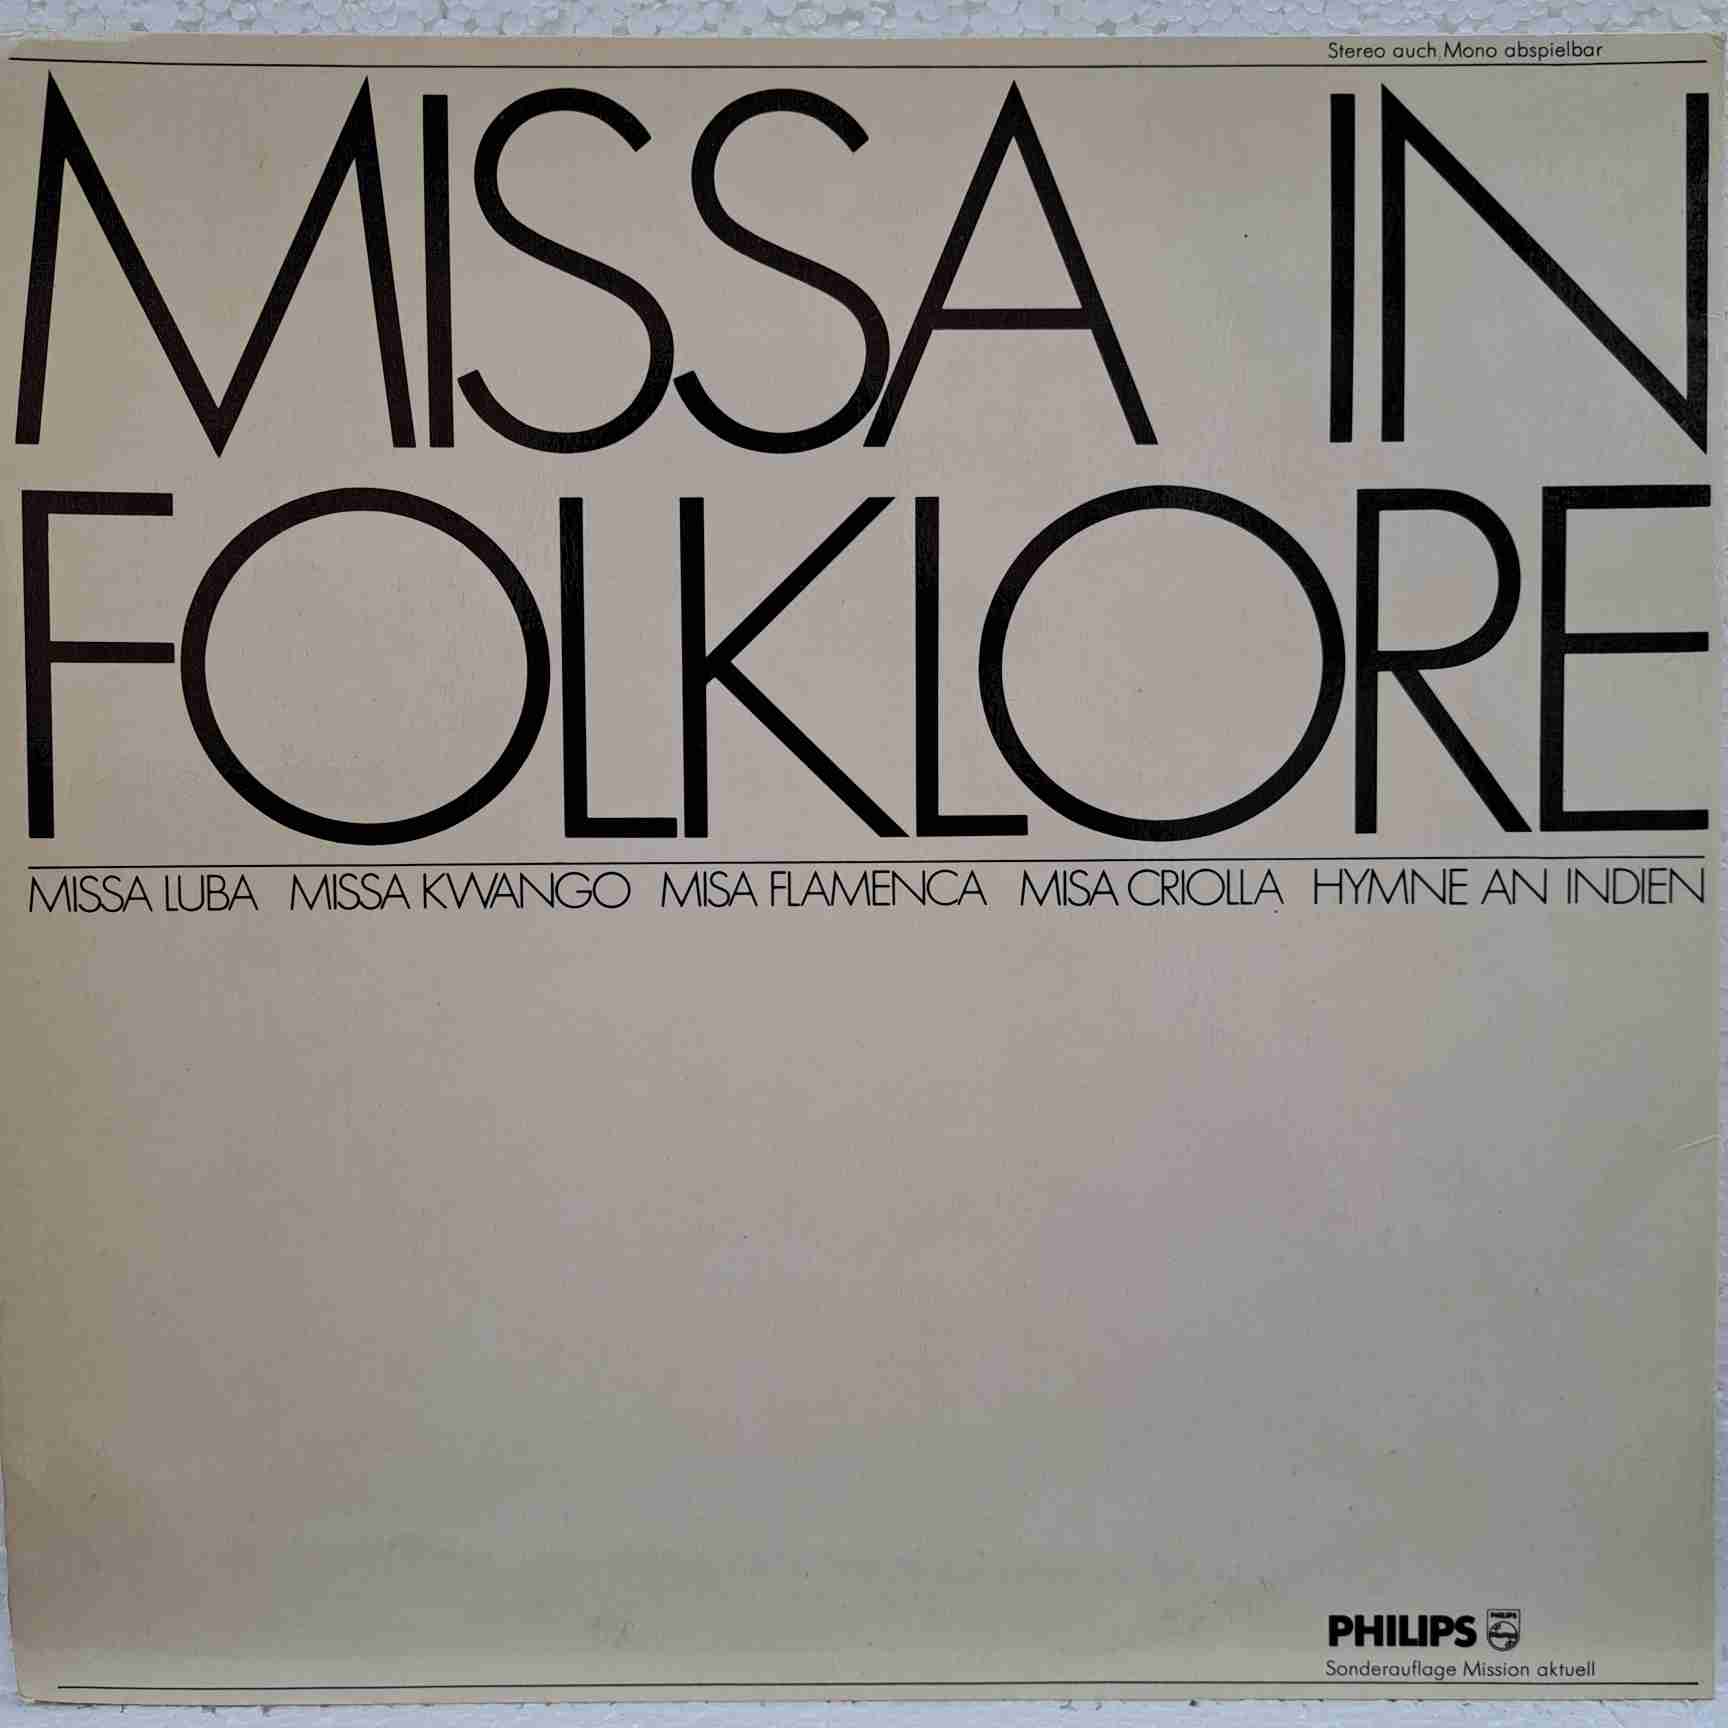 Stereo auch Mono abspielbar
MISSA IN
FOLKLORE
MISSA LUBA MISSA KWANGO MISA FLAMENCA MISA CRIOLLA HYMNE AN INDIEN
PHILIPS PHILIPS
Sonderauflage Mission aktuell